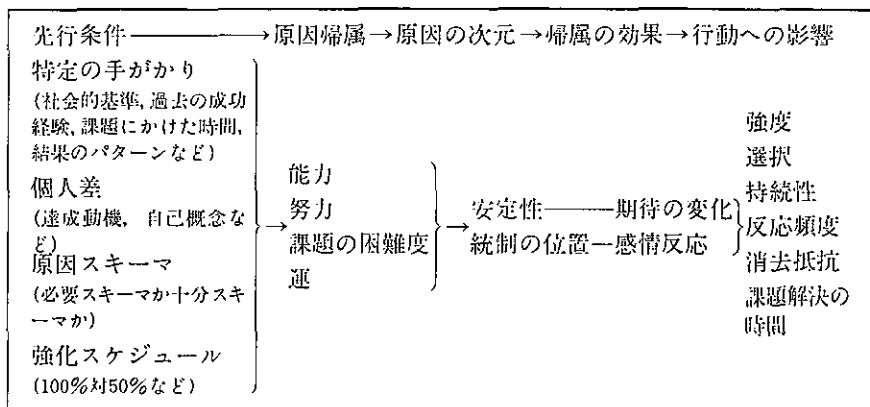 先行条件→原因帰属→原因の次元→帰属の効果→行動への影響
特定の手がかり
(社会的基準, 過去の成功
経験, 課題にかけた時間,
結果のパターンなど)
個人差
(達成動機, 自己概念な
ど)
原因スキーマ
(必要スキーマか十分スキ
ーマか)
強化スケジュール
(100%対50%など)
能力
努力
課題の困難度
運
安定性——期待の変化
統制の位置—感情反応
強度
選択
持続性
反応頻度
消去抵抗
課題解決の
時間